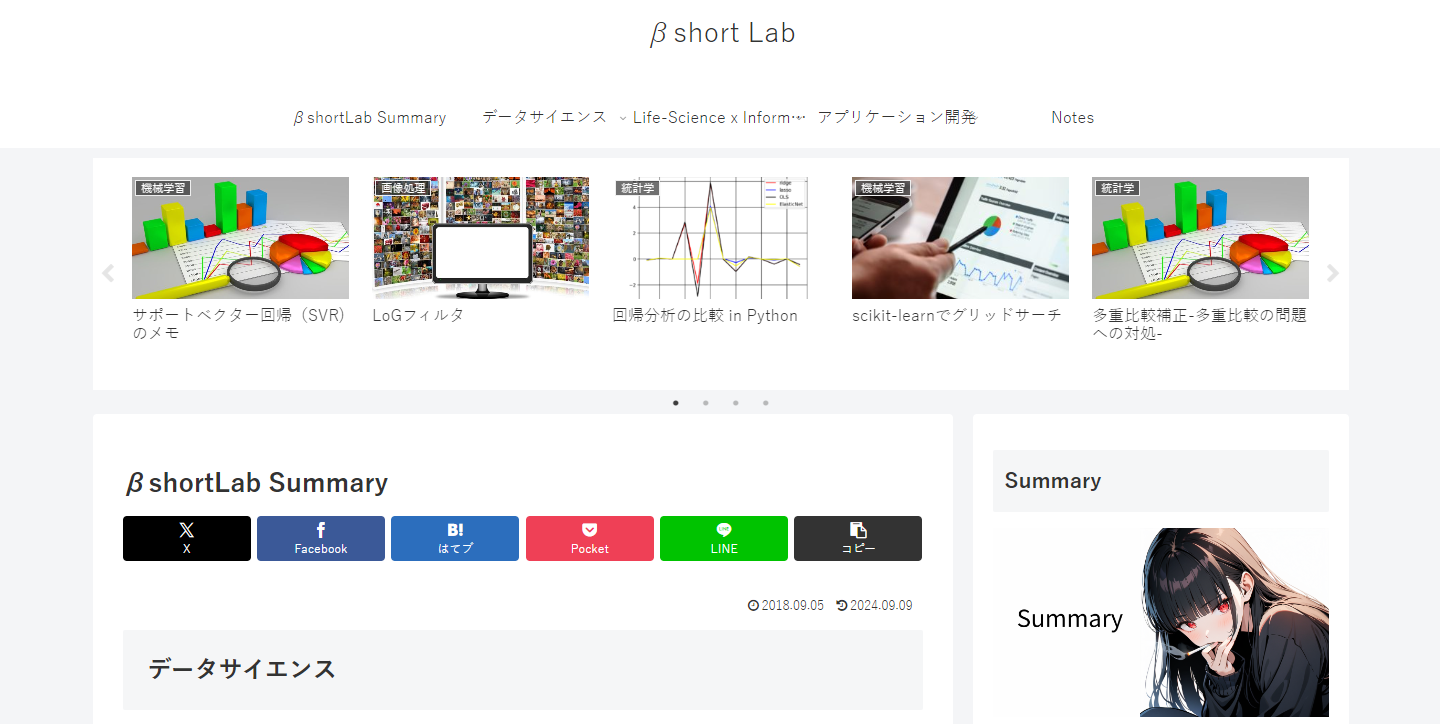 β short Lab
βshortLab Summary
データサイエンス
Life-Science x Inform…
アプリケーション開発
Notes
機械学習
画像処理
統計学
機械学習
統計学
Ridge
OLS
ElasticNet
サポートベクター回帰（SVR）
のメモ
LoGフィルタ
回帰分析の比較 in Python
scikit-learnでグリッドサーチ
多重比較補正-多重比較の問題
への対処-
βshortLab Summary
X
Facebook
B!
はてブ
Pocket
LINE
コピー
2018.09.05
2024.09.09
データサイエンス
Summary
Summary